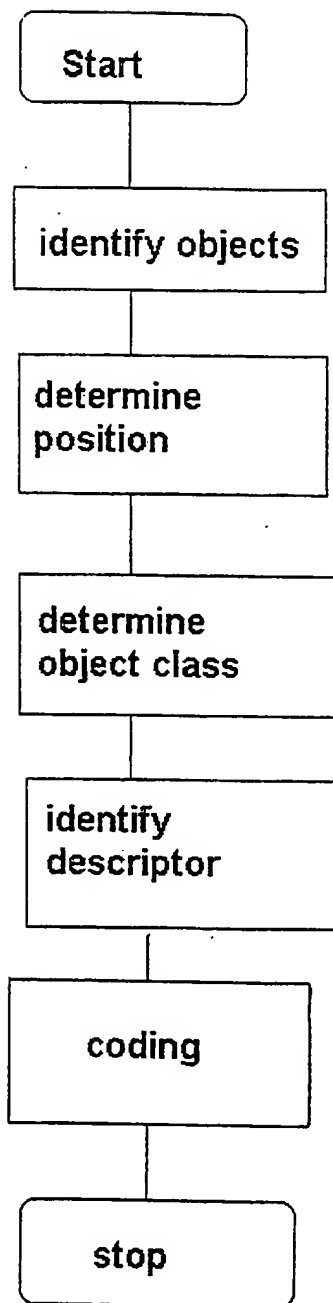 Start
identify objects
determine
position
determine
object class
identify
descriptor
coding
stop